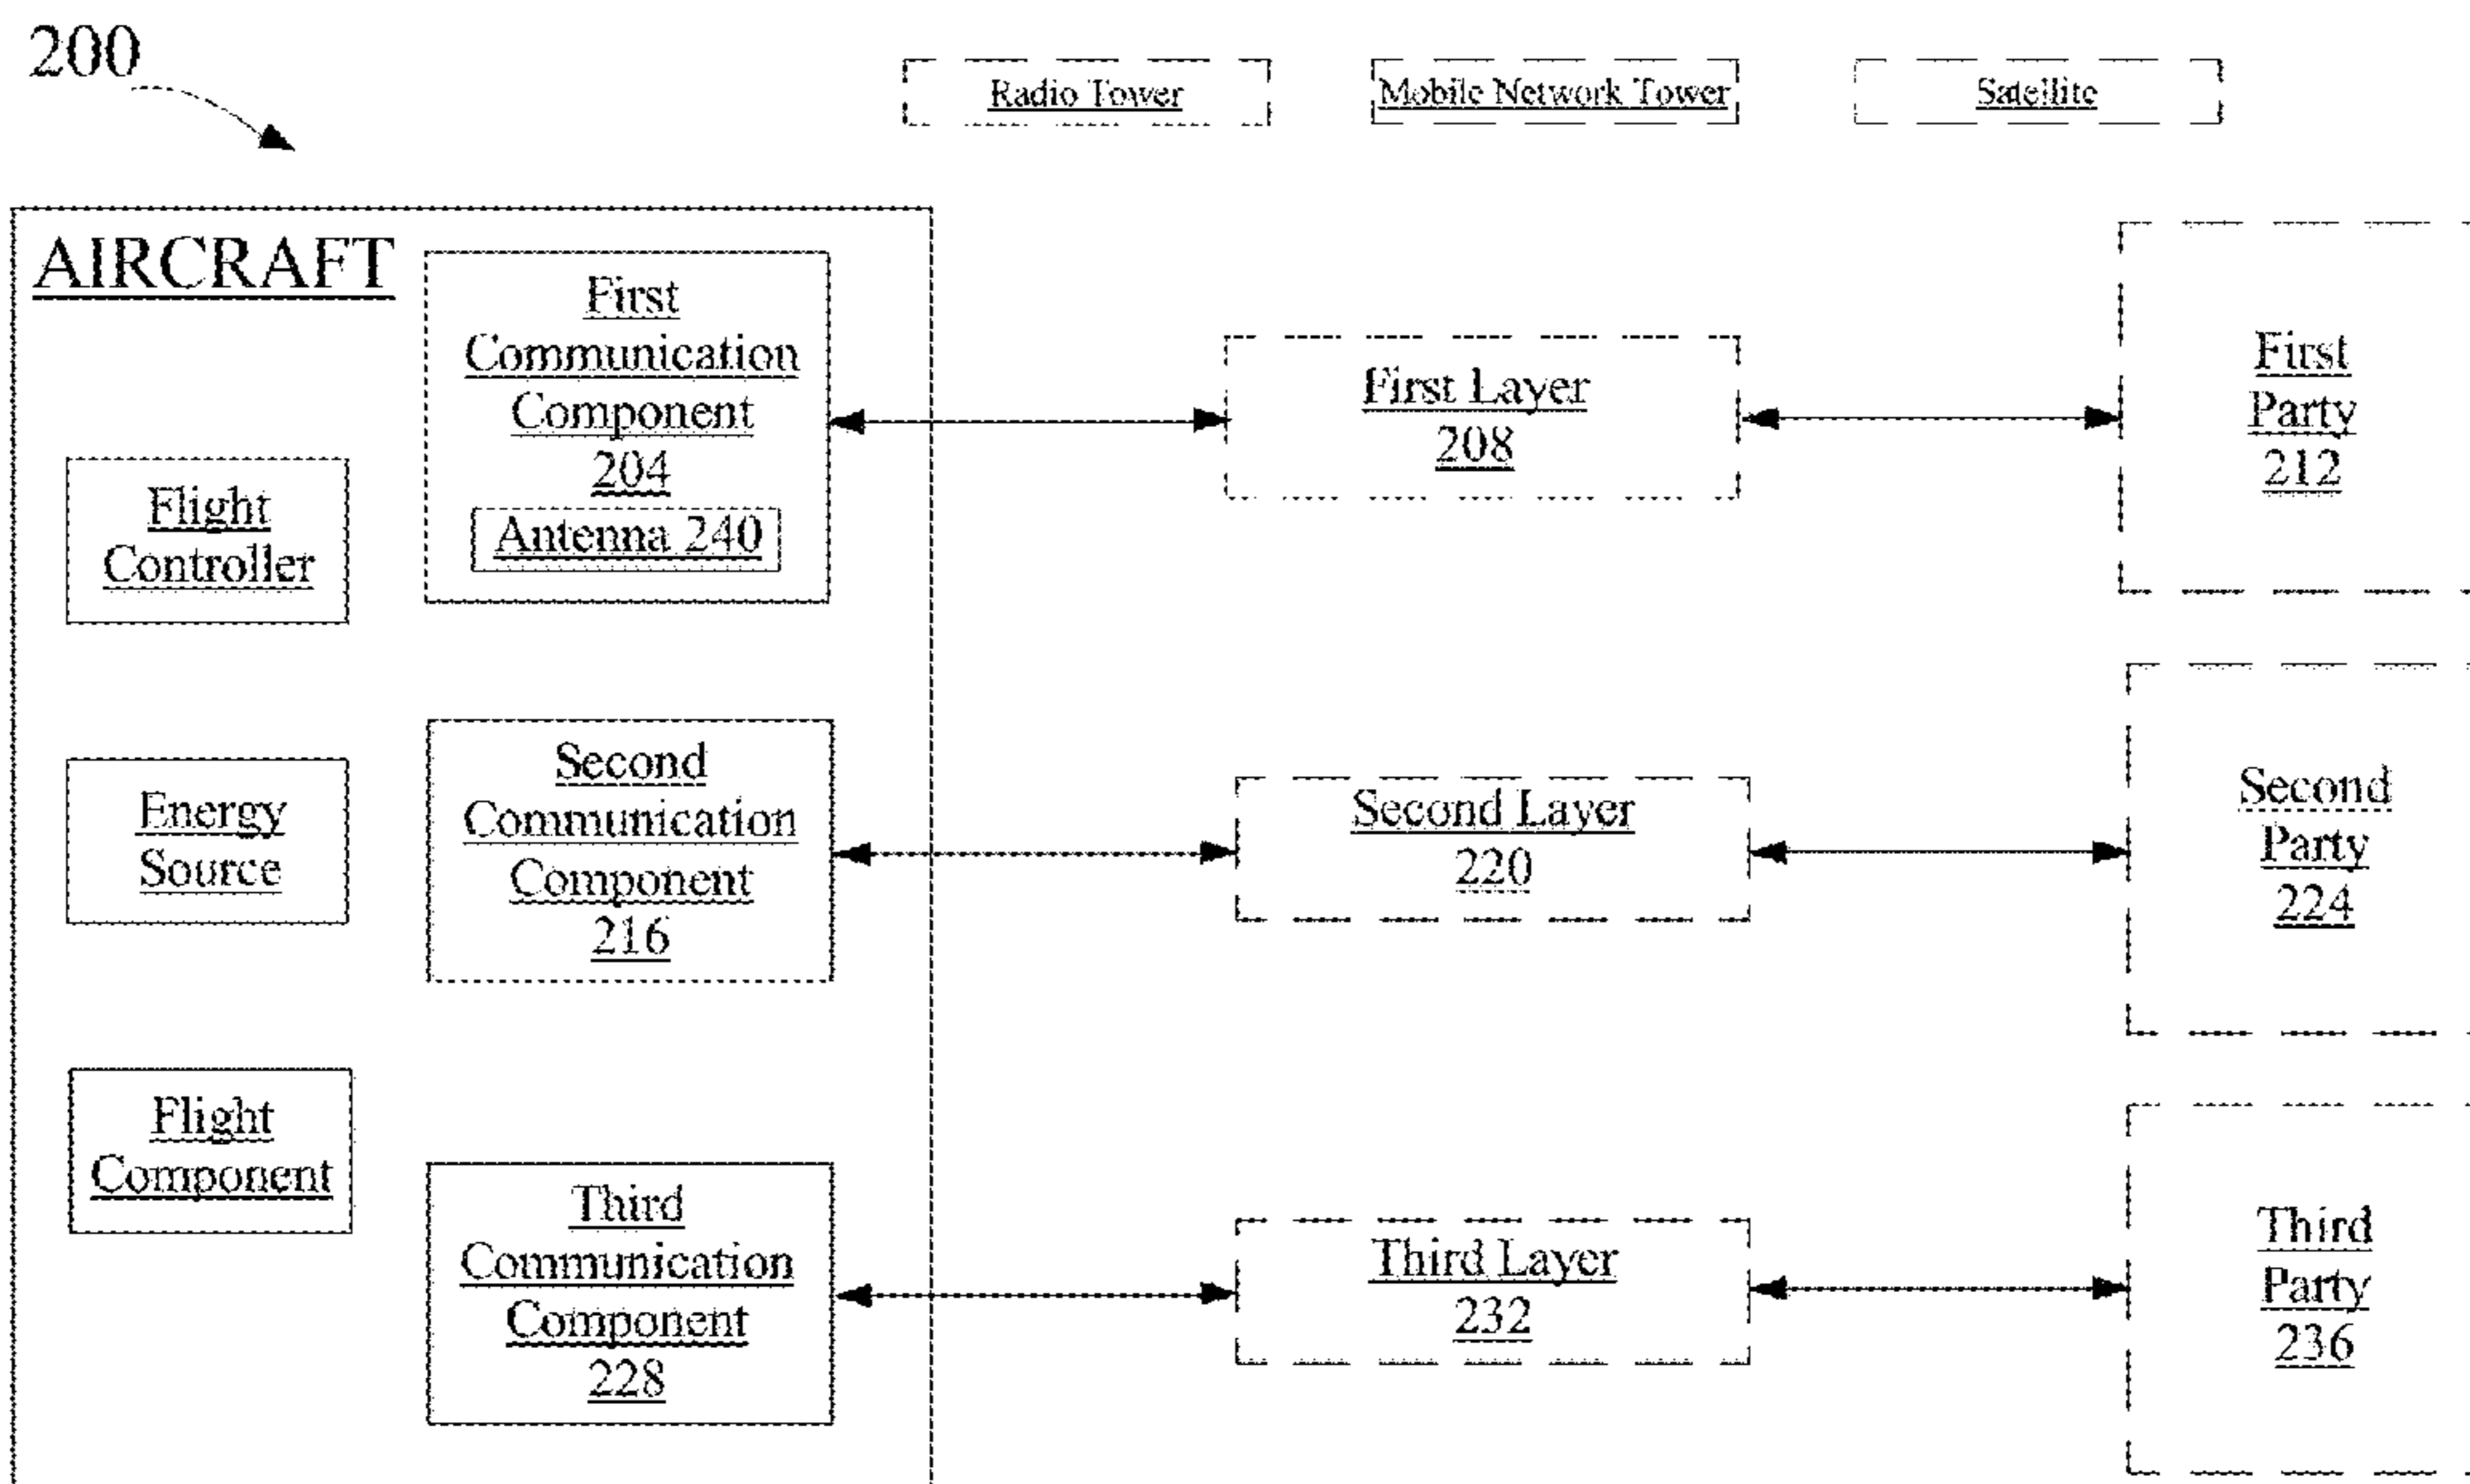 200
Radio Tower
Mobile Network Tower
Satellite
AIRCRAFT
First
Communication
Component
204
Antenna 240
First Layer
208
First
Party
212
Flight
Controller
Second
Communication
Component
216
Second Layer
220
Second
Party
224
Energy
Source
Flight
Component
Third
Communication
Component
228
Third Layer
232
Third
Party
236